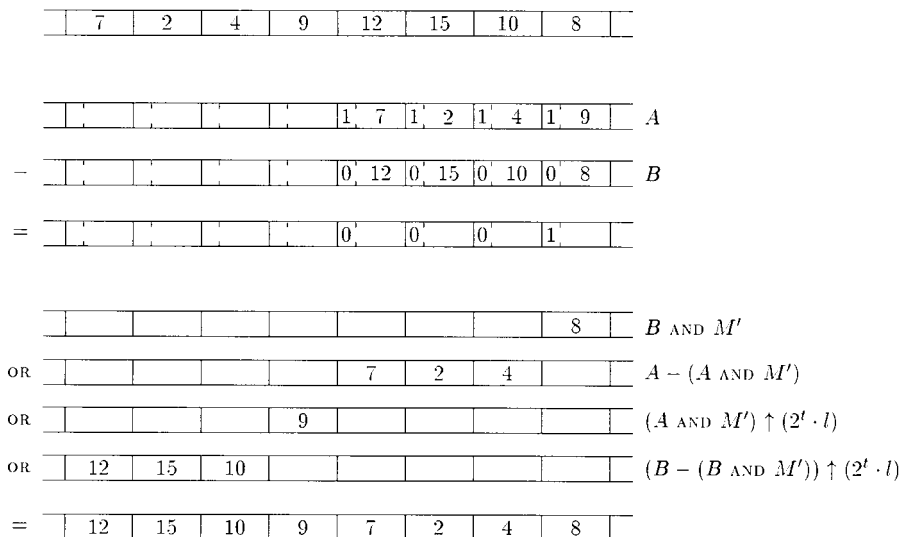 7 2 4 9 12 15 10 8
1 7 1 2 1 4 1 9 A
− 0 12 0 15 0 10 0 8 B
= 0 0 0 1
8 B AND M′
OR 7 2 4 A − (A AND M′)
OR 9 (A AND M′) ↑ (2ᵗ · l)
OR 12 15 10 (B − (B AND M′)) ↑ (2ᵗ · l)
= 12 15 10 9 7 2 4 8